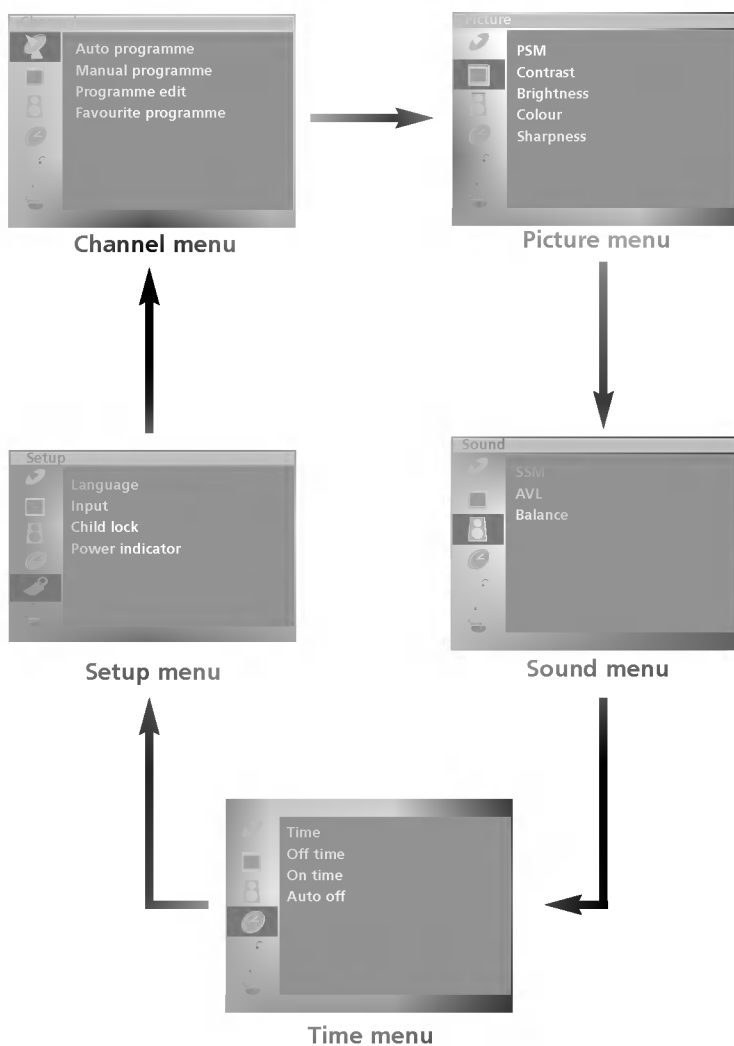 Channel
Auto programme
Manual programme
Programme edit
Favourite programme
Channel menu
Picture
PSM
Contrast
Brightness
Colour
Sharpness
Picture menu
Sound
SSM
AVL
Balance
Sound menu
Time
Off time
On time
Auto off
Time menu
Setup
Language
Input
Child lock
Power indicator
Setup menu